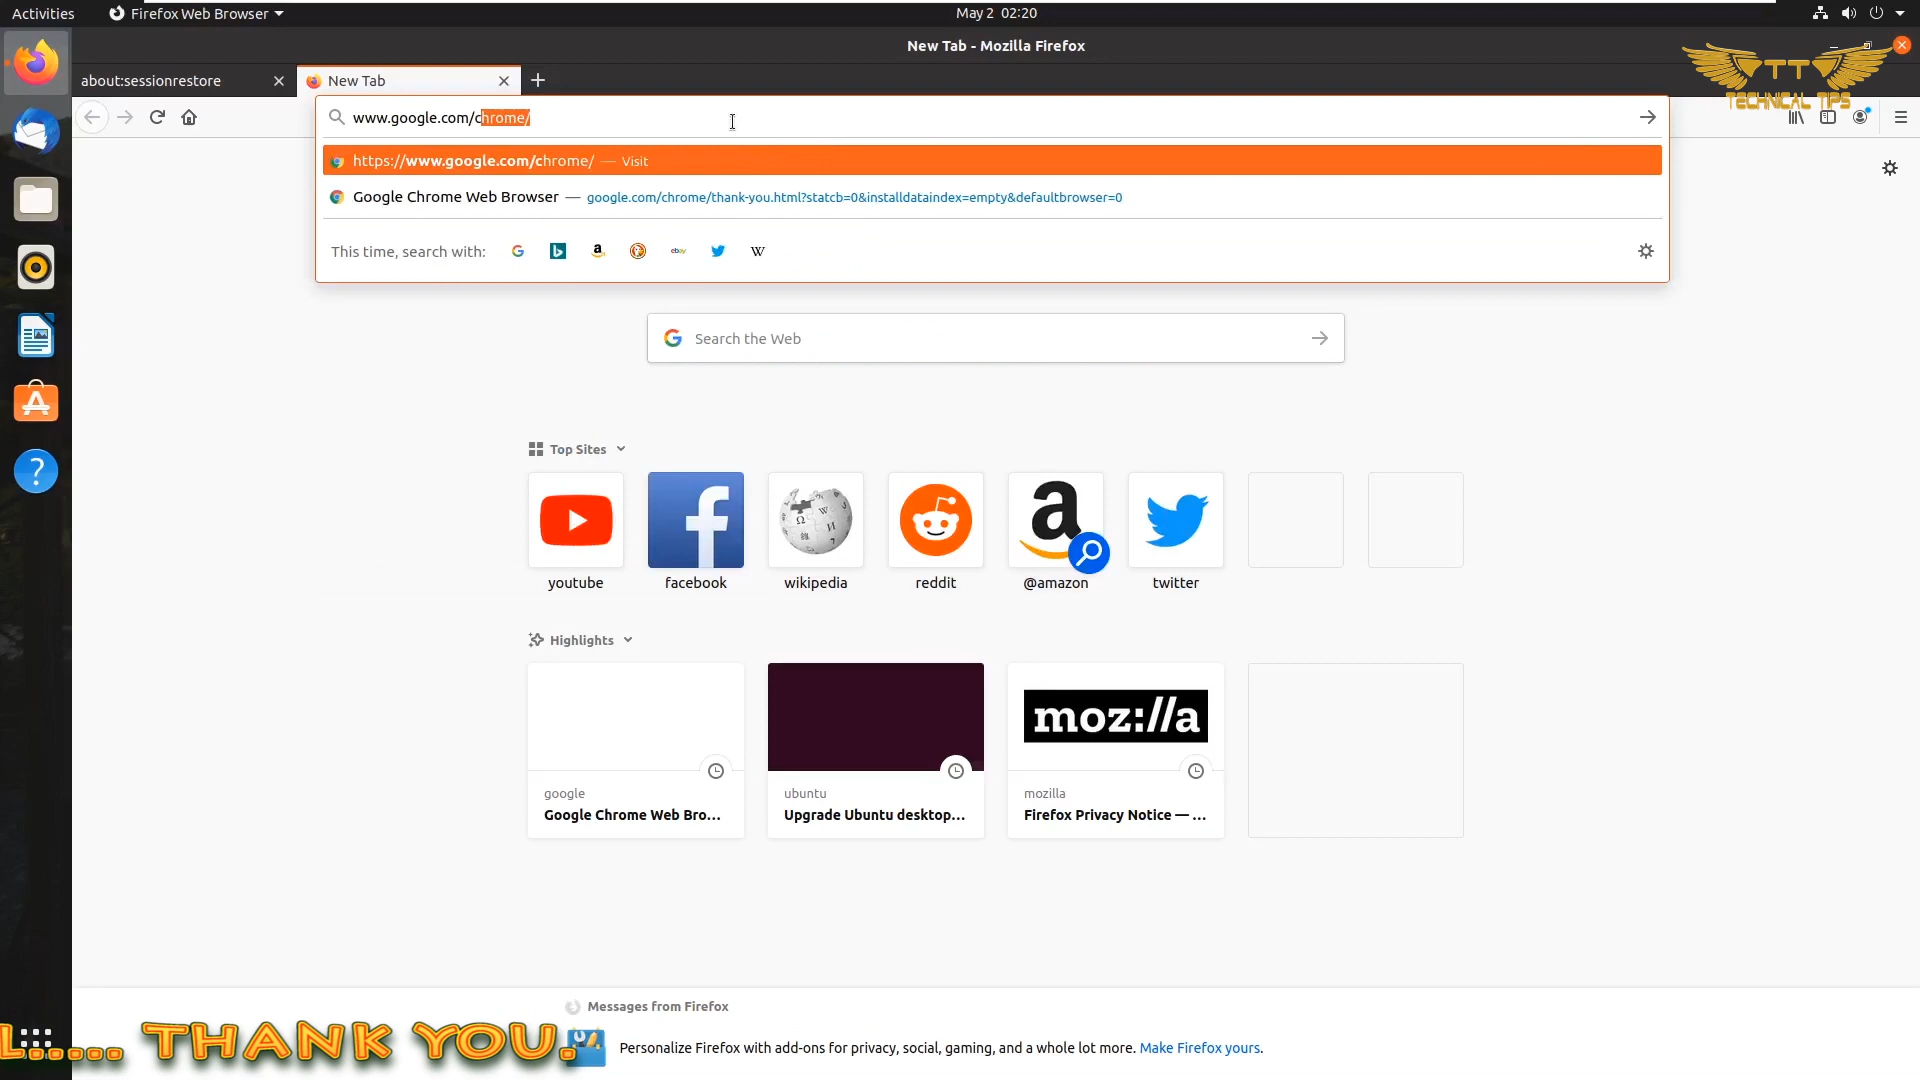 Activities
Firefox Web Browser
May 2 02:20
New Tab - Mozilla Firefox
TT
TECHNICAL TIPS
about:sessionrestore
New Tab
www.google.com/chrome/
https://www.google.com/chrome/ — Visit
Google Chrome Web Browser — google.com/chrome/thank-you.html?statcb=0&installdataindex=empty&defaultbrowser=0
This time, search with:
ebay
W
Search the Web
Top Sites
youtube
facebook
wikipedia
reddit
@amazon
twitter
Highlights
moz://a
google
Google Chrome Web Bro...
ubuntu
Upgrade Ubuntu desktop...
mozilla
Firefox Privacy Notice — ...
Messages from Firefox
Personalize Firefox with add-ons for privacy, social, gaming, and a whole lot more. Make Firefox yours.
L..... THANK YOU.